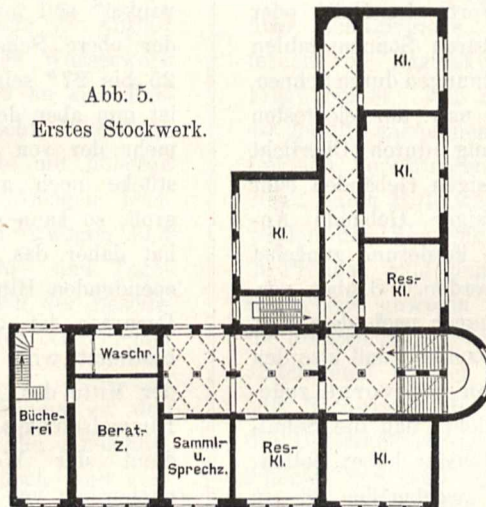 Abb. 5.
Erstes Stockwerk.
Kl.
Kl.
Kl.
Res-
Kl.
Waschr.
Büche-
rei
Berat-
Z.
Samml-
u.
Sprechz.
Res-
Kl.
Kl.